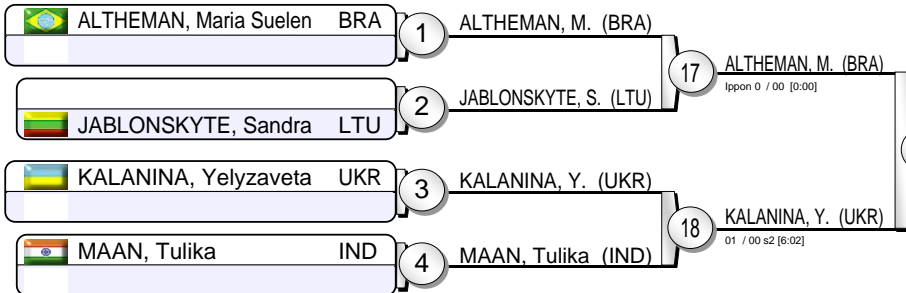 ALTHEMAN, Maria Suelen BRA
1
ALTHEMAN, M. (BRA)
17
ALTHEMAN, M. (BRA)
Ippon 0 / 00 [0:00]
2
JABLONSKYTE, S. (LTU)
JABLONSKYTE, Sandra LTU
KALANINA, Yelyzaveta UKR
3
KALANINA, Y. (UKR)
18
KALANINA, Y. (UKR)
01 / 00 s2 [6:02]
MAAN, Tulika IND
4
MAAN, Tulika (IND)